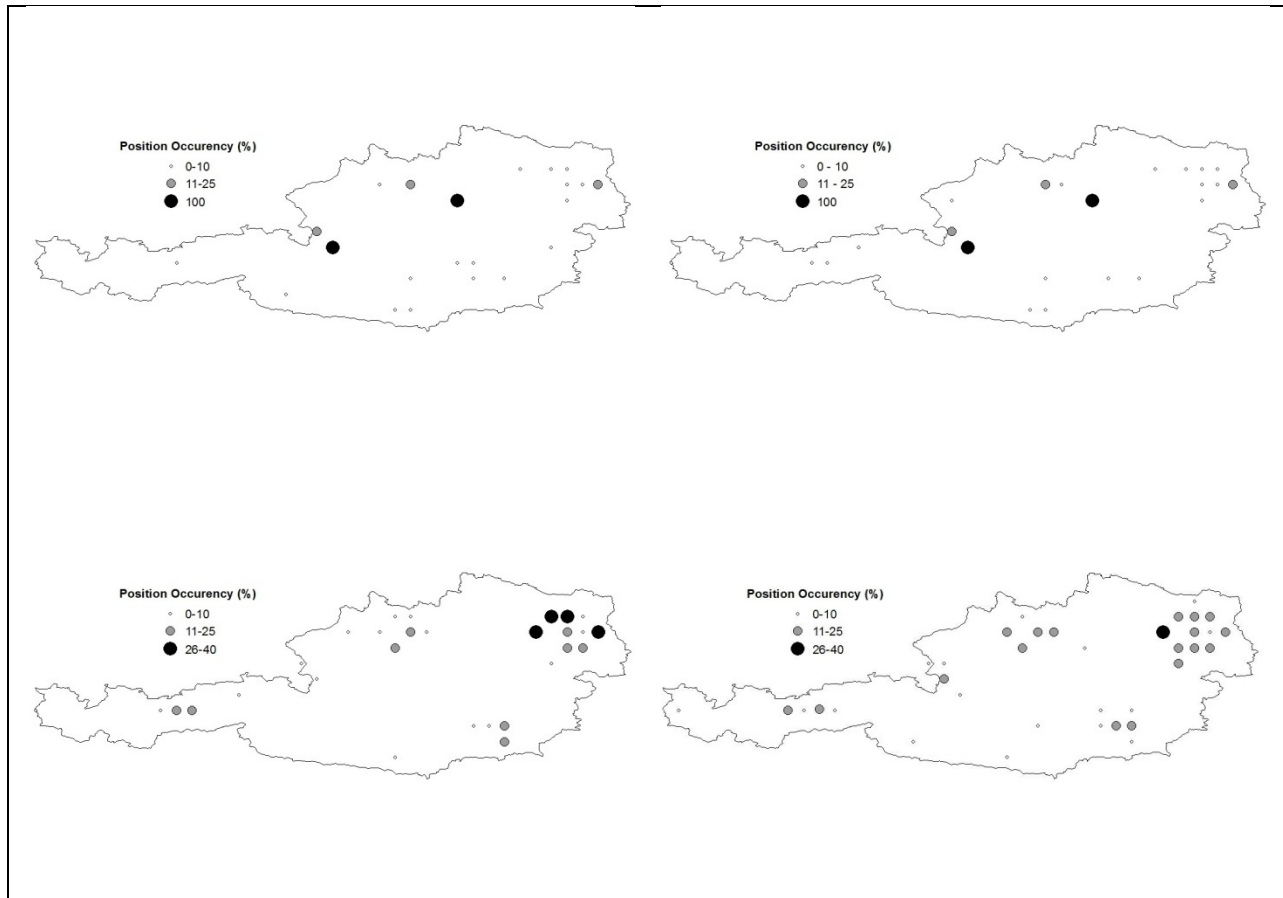 Position Occurency (%)
0-10
11-25
100
Position Occurency (%)
0 - 10
11 - 25
100
Position Occurency (%)
0-10
11-25
26-40
Position Occurency (%)
0-10
11-25
26-40